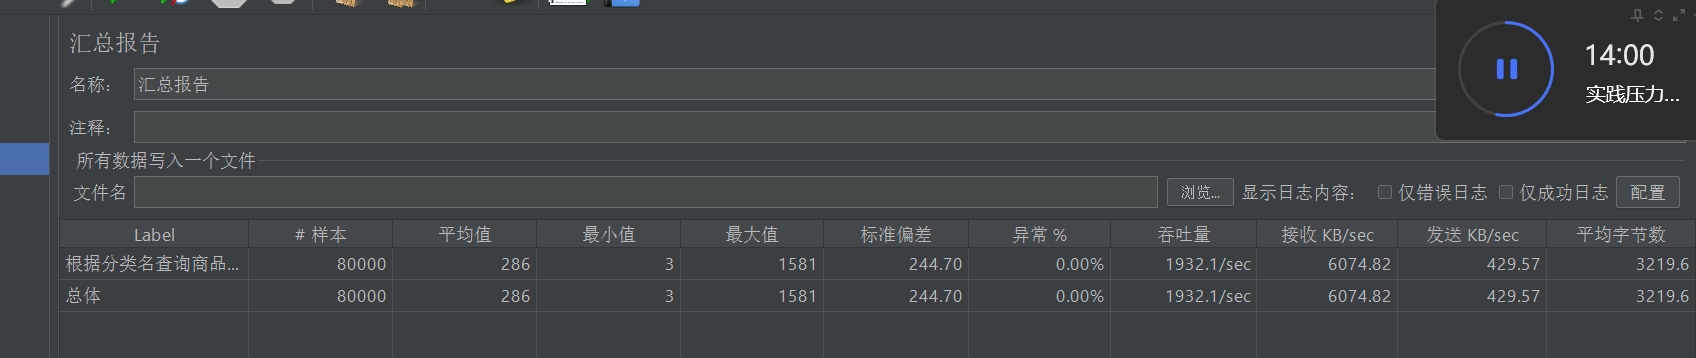 汇总报告
14:00
实践压力...
名称： 汇总报告
注释：
所有数据写入一个文件
文件名 浏览... 显示日志内容： 仅错误日志 仅成功日志 配置
Label # 样本 平均值 最小值 最大值 标准偏差 异常 % 吞吐量 接收 KB/sec 发送 KB/sec 平均字节数
根据分类名查询商品... 80000 286 3 1581 244.70 0.00% 1932.1/sec 6074.82 429.57 3219.6
总体 80000 286 3 1581 244.70 0.00% 1932.1/sec 6074.82 429.57 3219.6